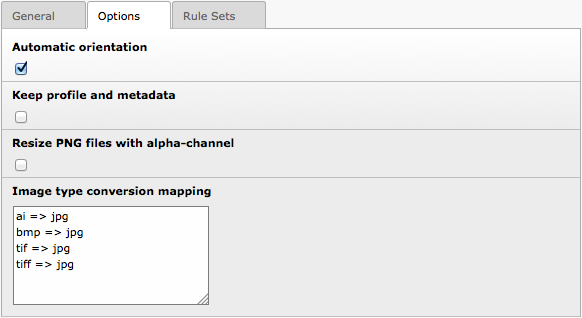 General Options Rule Sets
Automatic orientation
Keep profile and metadata
Resize PNG files with alpha-channel
Image type conversion mapping
ai => jpg
bmp => jpg
tif => jpg
tiff => jpg